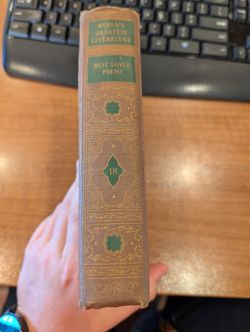 WORLD'S
GREATEST
LITERATURE
BEST LOVED
POEMS
18